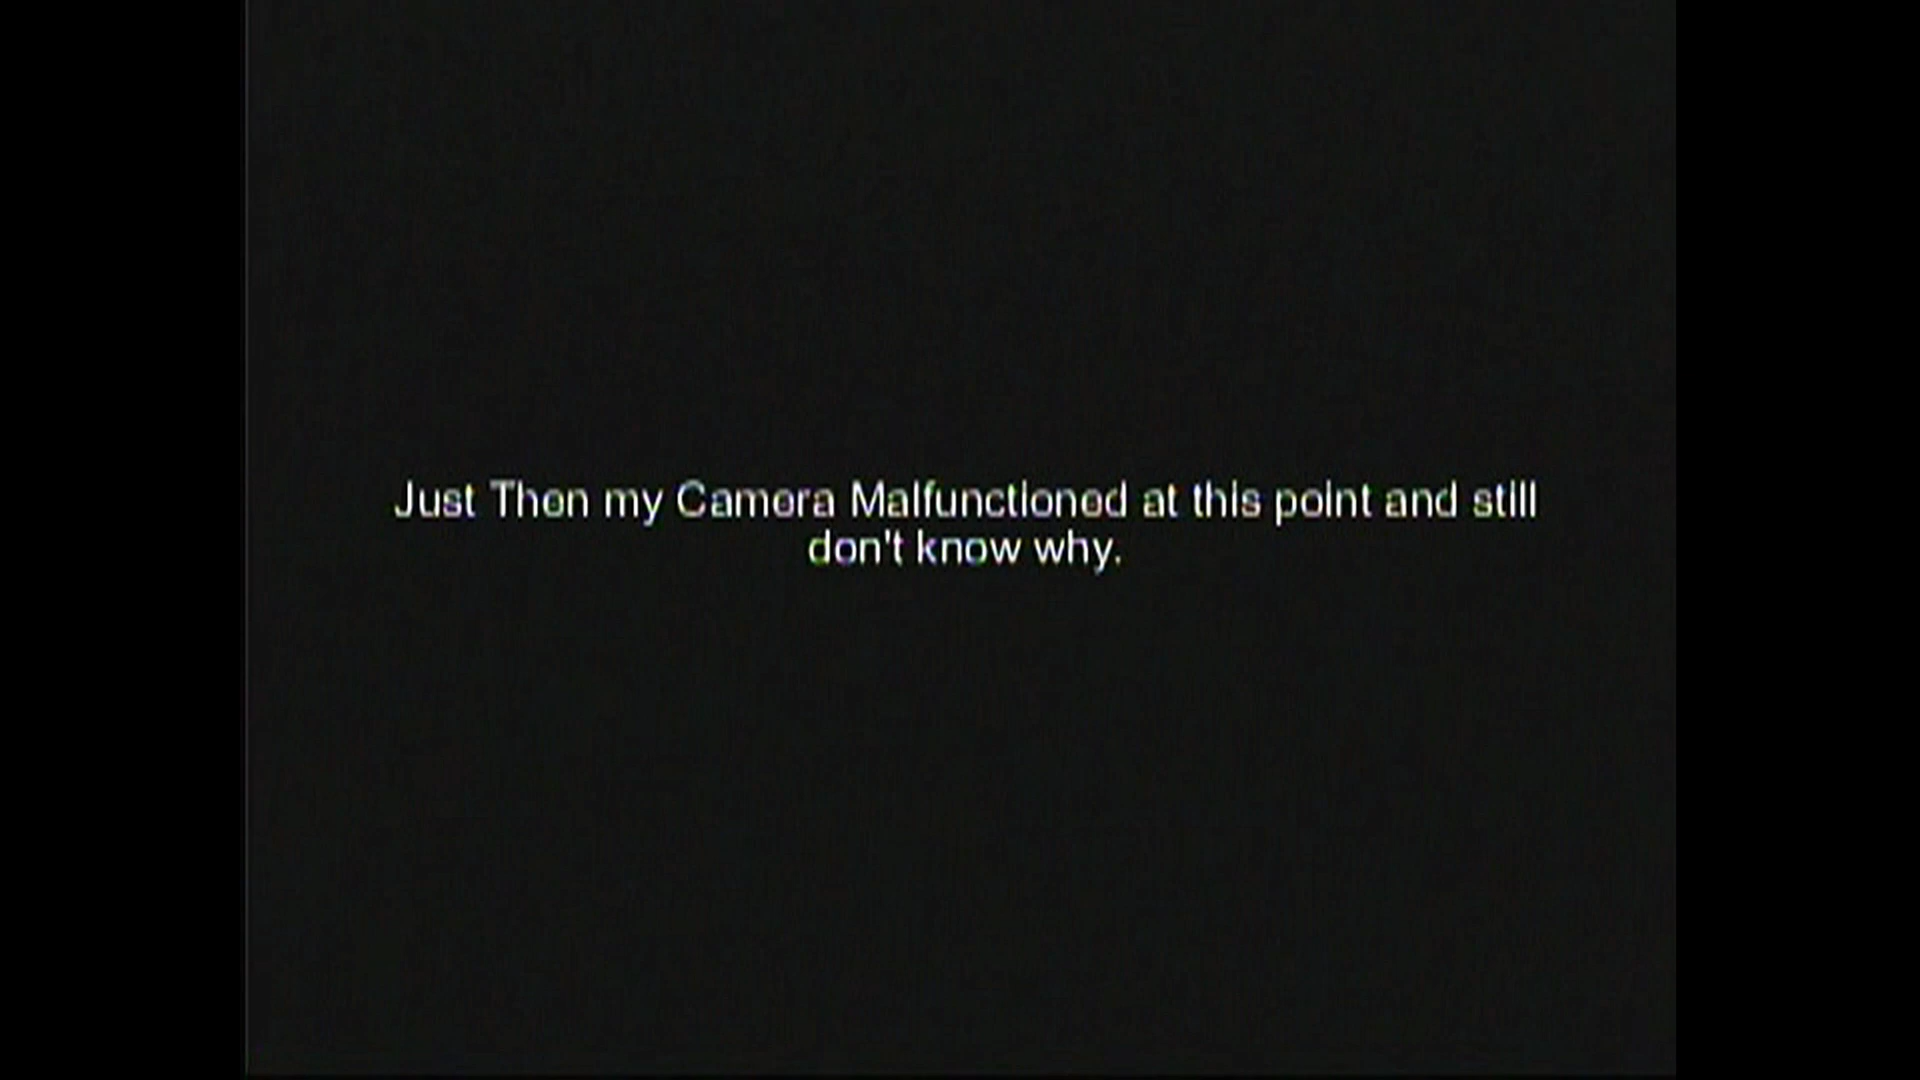 Just Then my Camera Malfunctioned at this point and still
don't know why.